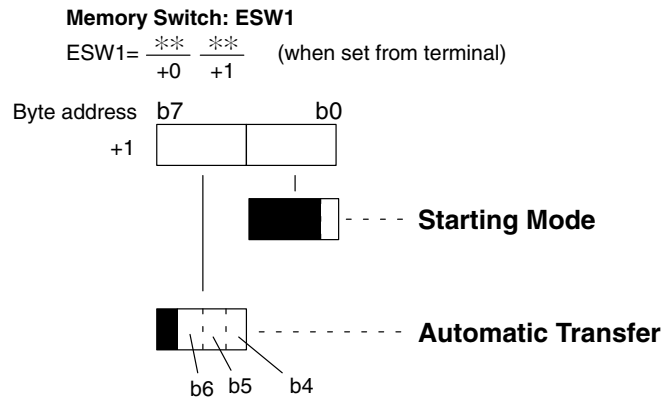 Memory Switch: ESW1
ESW1= ** ** (when set from terminal)
+0 +1
Byte address b7 b0
+1
Starting Mode
Automatic Transfer
b6 b5 b4